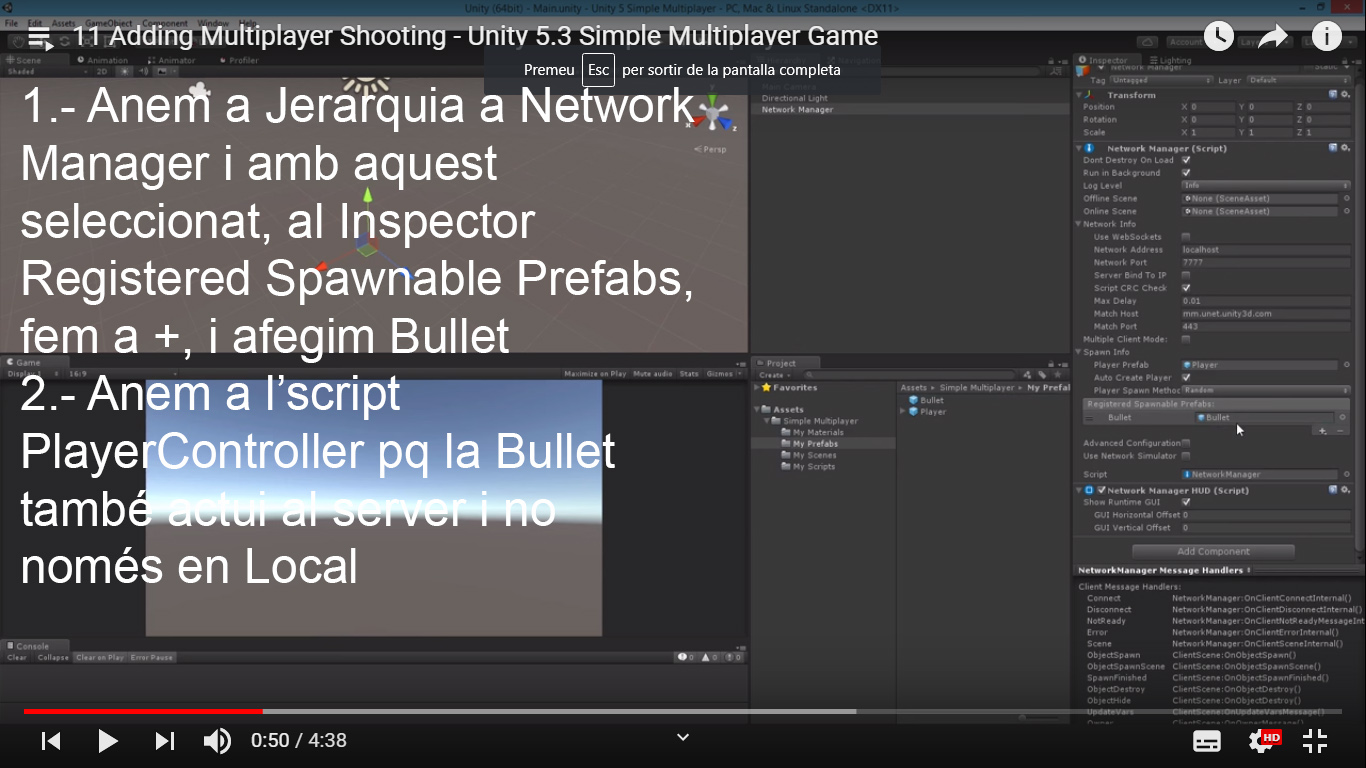 Unity (64bit) - Main.unity - Unity 5 Simple Multiplayer - PC, Mac & Linux Standalone <DX11>
File Edit Assets GameObject Component Window Help
11 Adding Multiplayer Shooting - Unity 5.3 Simple Multiplayer Game
Premeu Esc per sortir de la pantalla completa
Account
Scene Animation Animator Profiler
Shaded 2D
1.- Anem a Jerarquia a Network
Manager i amb aquest
seleccionat, al Inspector
Registered Spawnable Prefabs,
fem a +, i afegim Bullet
2.- Anem a l’script
PlayerController pq la Bullet
també actui al server i no
només en Local
y
x z
Persp
Main Camera
Directional Light
Network Manager
Game
Display 1 16:9 Maximize on Play Mute audio Stats Gizmos
Console
Clear Collapse Clear on Play Error Pause 0 0 0
Project
Create
Favorites
Assets
Simple Multiplayer
My Materials
My Prefabs
My Scenes
My Scripts
Assets Simple Multiplayer My Prefal
Bullet
Player
Inspector Lighting
Network Manager Static
Tag Untagged Layer Default
Transform
Position X 0 Y 0 Z 0
Rotation X 0 Y 0 Z 0
Scale X 1 Y 1 Z 1
Network Manager (Script)
Dont Destroy On Load
Run in Background
Log Level Info
Offline Scene None (SceneAsset)
Online Scene None (SceneAsset)
Network Info
Use WebSockets
Network Address localhost
Network Port 7777
Server Bind To IP
Script CRC Check
Max Delay 0.01
Match Host mm.unet.unity3d.com
Match Port 443
Multiple Client Mode:
Spawn Info
Player Prefab Player
Auto Create Player
Player Spawn Method Random
Registered Spawnable Prefabs:
Bullet Bullet
+ −
Advanced Configuration
Use Network Simulator
Script NetworkManager
Network Manager HUD (Script)
Show Runtime GUI
GUI Horizontal Offset 0
GUI Vertical Offset 0
Add Component
NetworkManager Message Handlers
Client Message Handlers:
Connect NetworkManager:OnClientConnectInternal()
Disconnect NetworkManager:OnClientDisconnectInternal()
NotReady NetworkManager:OnClientNotReadyMessageInt
Error NetworkManager:OnClientErrorInternal()
Scene NetworkManager:OnClientSceneInternal()
ObjectSpawn ClientScene:OnObjectSpawn()
ObjectSpawnScene ClientScene:OnObjectSpawnScene()
SpawnFinished ClientScene:OnObjectSpawnFinished()
ObjectDestroy ClientScene:OnObjectDestroy()
ObjectHide ClientScene:OnObjectDestroy()
UpdateVars ClientScene:OnUpdateVarsMessage()
Owner ClientScene:OnOwnerMessage()
0:50 / 4:38
HD